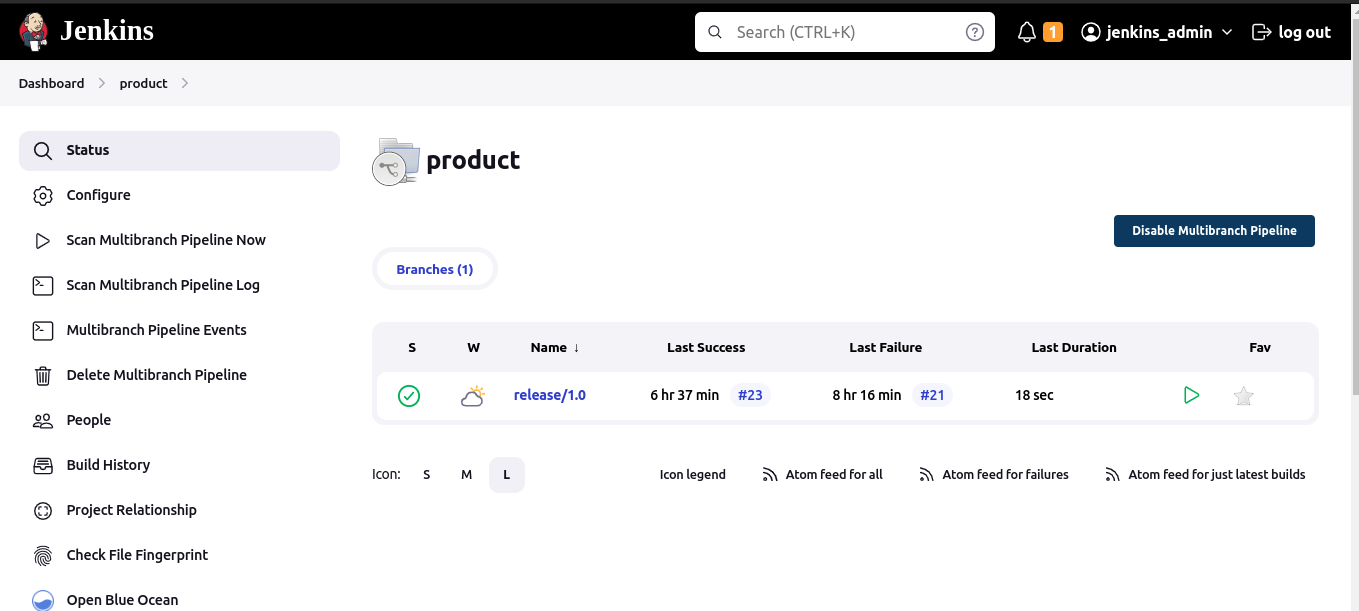 Jenkins
Search (CTRL+K)
1
jenkins_admin
log out
Dashboard
product
Status
Configure
Scan Multibranch Pipeline Now
Scan Multibranch Pipeline Log
Multibranch Pipeline Events
Delete Multibranch Pipeline
People
Build History
Project Relationship
Check File Fingerprint
Open Blue Ocean
product
Disable Multibranch Pipeline
Branches (1)
S W Name ↓ Last Success Last Failure Last Duration Fav
release/1.0 6 hr 37 min #23 8 hr 16 min #21 18 sec
Icon: S M L Icon legend Atom feed for all Atom feed for failures Atom feed for just latest builds